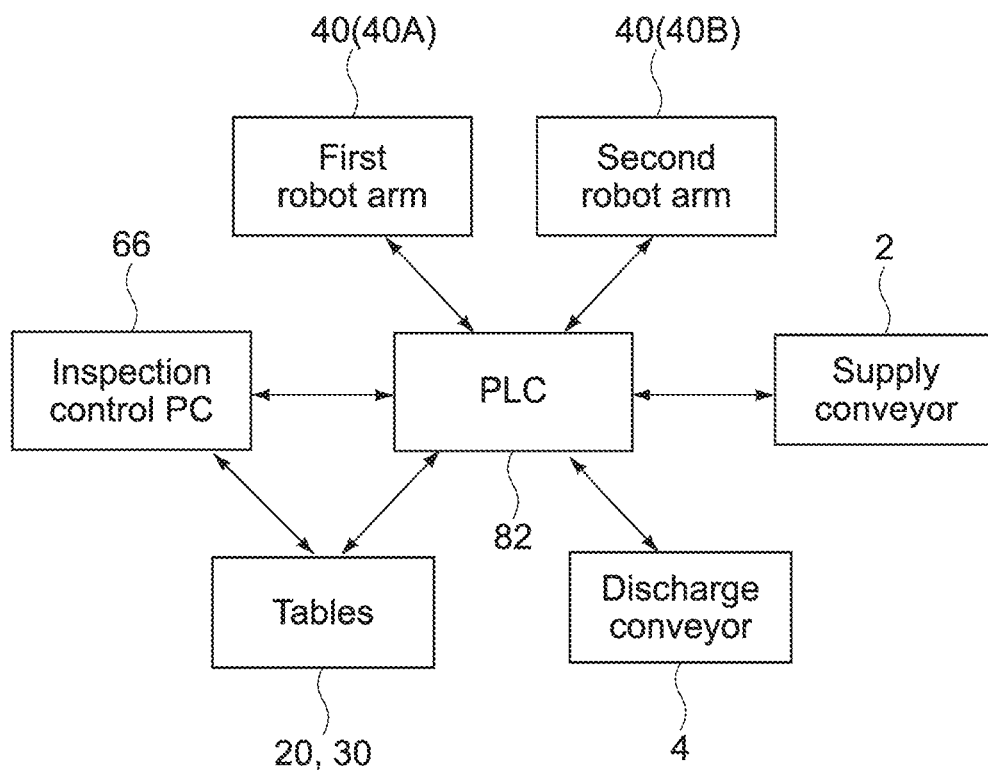 40(40A)
40(40B)
First
robot arm
Second
robot arm
66
2
Inspection
control PC
PLC
Supply
conveyor
82
Tables
Discharge
conveyor
20, 30
4